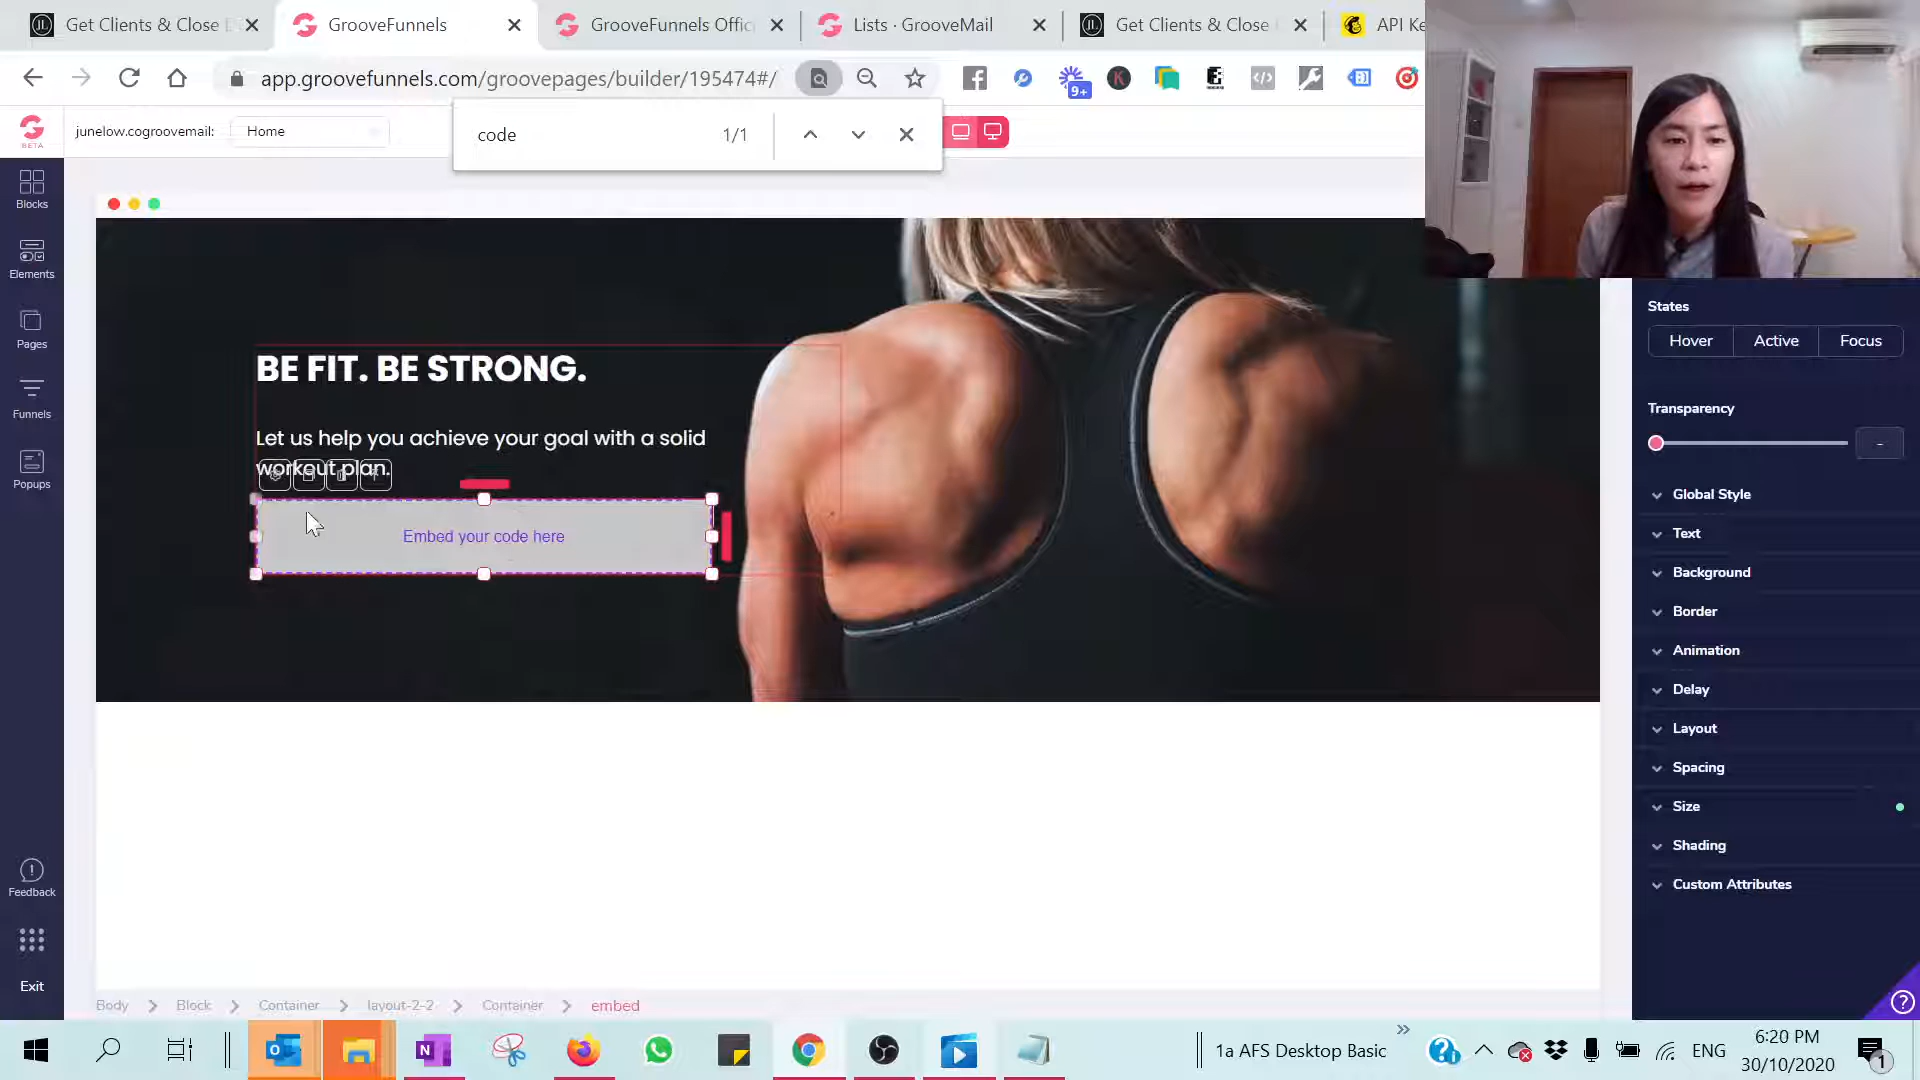 Get Clients & Close
GrooveFunnels
GrooveFunnels Offic
Lists · GrooveMail
Get Clients & Close
API Ke
app.groovefunnels.com/groovepages/builder/195474#/
9+
BETA
junelow.cogroovemail:
Home
code
1/1
Blocks
Elements
Pages
Funnels
Popups
Feedback
Exit
BE FIT. BE STRONG.
Let us help you achieve your goal with a solid
workout plan.
Embed your code here
States
Hover
Active
Focus
Transparency
-
Global Style
Text
Background
Border
Animation
Delay
Layout
Spacing
Size
Shading
Custom Attributes
Body
Block
Container
layout-2-2
Container
embed
1a AFS Desktop Basic
ENG
6:20 PM
30/10/2020
1